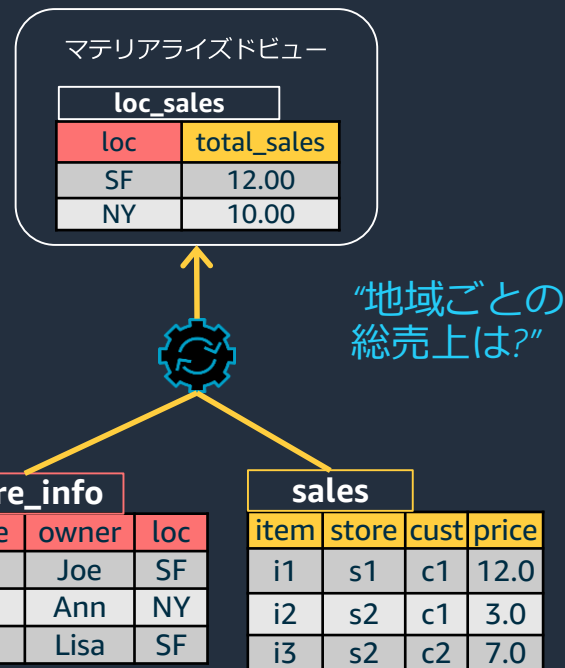 マテリアライズドビュー
loc_sales
loc total_sales
SF 12.00
NY 10.00
“地域ごとの
総売上は?”
re_info
e owner loc
Joe SF
Ann NY
Lisa SF
sales
item store cust price
i1 s1 c1 12.0
i2 s2 c1 3.0
i3 s2 c2 7.0